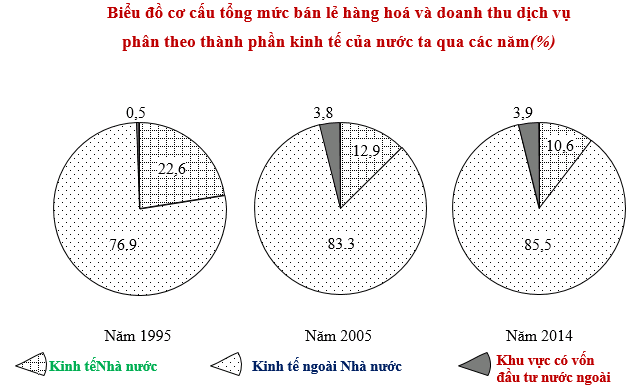 Biểu đồ cơ cấu tổng mức bán lẻ hàng hoá và doanh thu dịch vụ
phân theo thành phần kinh tế của nước ta qua các năm(%)
0,5
3,8
3,9
22,6
12,9
10,6
76,9
83.3
85,5
Năm 1995
Năm 2005
Năm 2014
Kinh tếNhà nước
Kinh tế ngoài Nhà nước
Khu vực có vốn
đầu tư nước ngoài